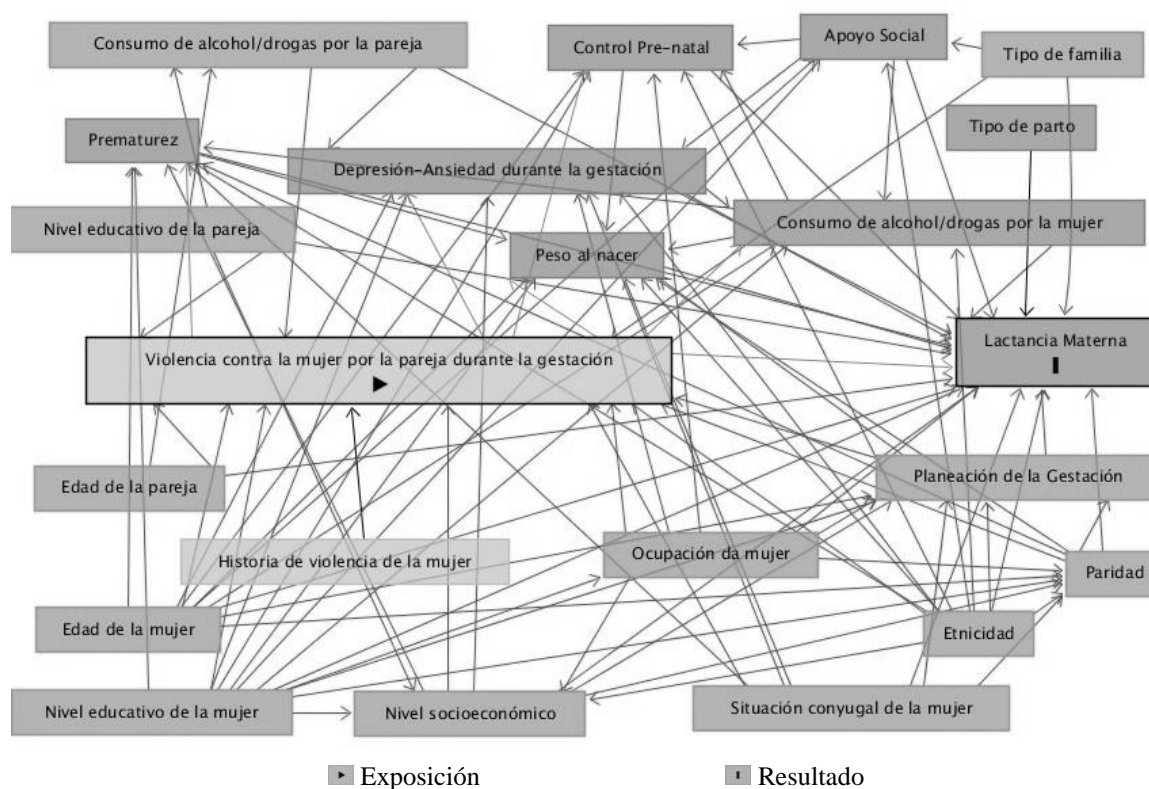 Consumo de alcohol/drogas por la pareja
Control Pre-natal
Apoyo Social
Tipo de familia
Prematurez
Tipo de parto
Depresión-Ansiedad durante la gestación
Nivel educativo de la pareja
Consumo de alcohol/drogas por la mujer
Peso al nacer
Violencia contra la mujer por la pareja durante la gestación
Lactancia Materna
Edad de la pareja
Planeación de la Gestación
Historia de violencia de la mujer
Ocupación da mujer
Paridad
Edad de la mujer
Etnicidad
Nivel educativo de la mujer
Nivel socioeconómico
Situación conyugal de la mujer
Exposición
Resultado